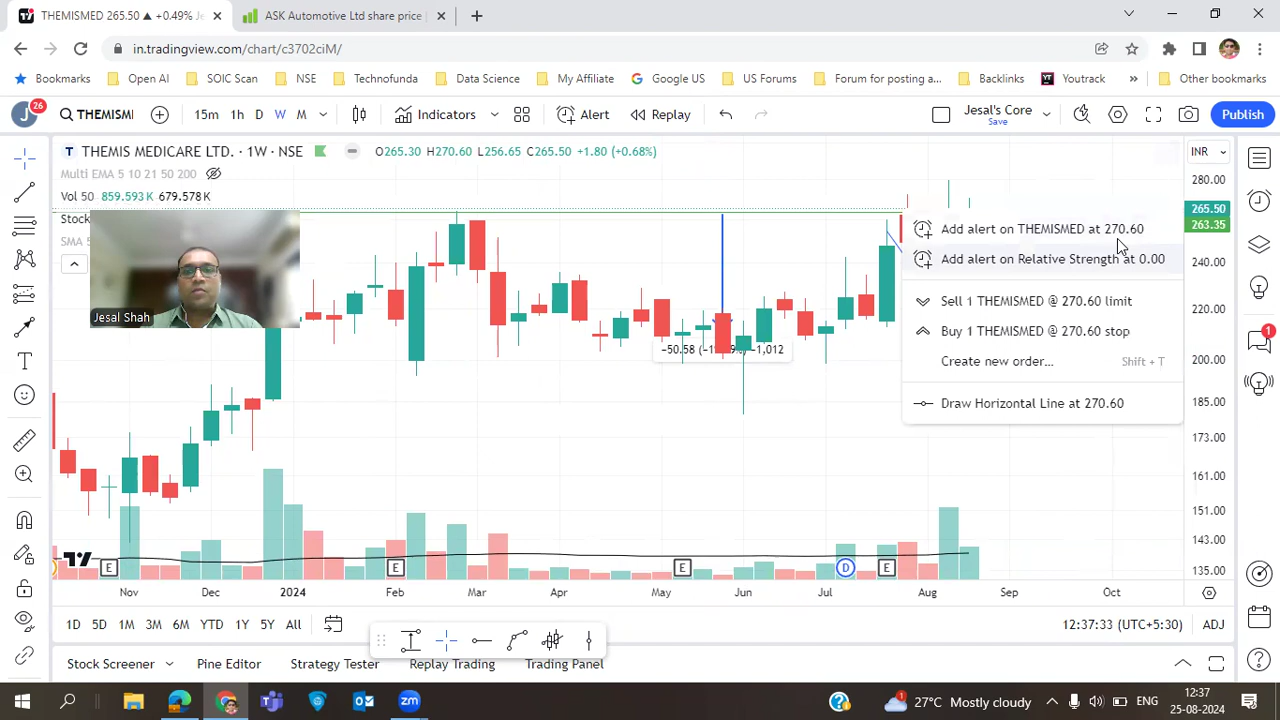 THEMISMED 265.50 ▲ +0.49% Je
ASK Automotive Ltd share price |
in.tradingview.com/chart/c3702ciM/
Bookmarks
Open AI
SOIC Scan
NSE
Technofunda
Data Science
My Affiliate
Google US
US Forums
Forum for posting a...
Backlinks
Youtrack
»
Other bookmarks
J
26
THEMISMI
15m 1h D W M
Indicators
Alert
Replay
Jesal's Core
Save
Publish
T THEMIS MEDICARE LTD. · 1W · NSE
O265.30 H270.60 L256.65 C265.50 +1.80 (+0.68%)
INR
Multi EMA 5 10 21 50 200
Vol 50 859.593 K 679.578 K
Stock
SMA 5
Jesal Shah
280.00
265.50
263.35
240.00
220.00
200.00
185.00
173.00
161.00
151.00
143.00
135.00
Add alert on THEMISMED at 270.60
Add alert on Relative Strength at 0.00
Sell 1 THEMISMED @ 270.60 limit
Buy 1 THEMISMED @ 270.60 stop
Create new order... Shift + T
Draw Horizontal Line at 270.60
E E E D E
Nov Dec 2024 Feb Mar Apr May Jun Jul Aug Sep Oct
1D 5D 1M 3M 6M YTD 1Y 5Y All
12:37:33 (UTC+5:30) ADJ
Stock Screener
Pine Editor
Strategy Tester
Replay Trading
Trading Panel
1
zm
1
27°C Mostly cloudy
ENG
12:37
25-08-2024